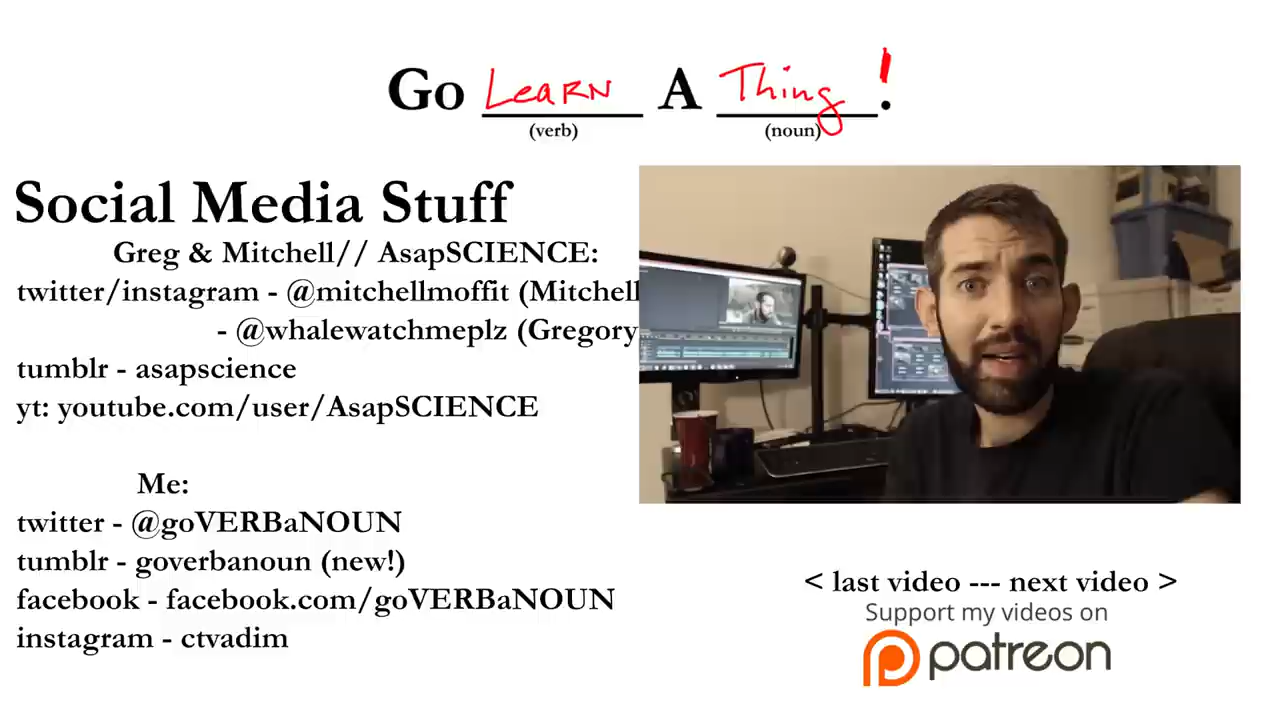 Go Learn A Thing!
(verb) (noun)
Social Media Stuff
Greg & Mitchell// AsapSCIENCE:
twitter/instagram - @mitchellmoffit (Mitchell
- @whalewatchmeplz (Gregory
tumblr - asapscience
yt: youtube.com/user/AsapSCIENCE
Me:
twitter - @goVERBaNOUN
tumblr - goverbanoun (new!)
facebook - facebook.com/goVERBaNOUN
instagram - ctvadim
< last video --- next video >
Support my videos on
patreon